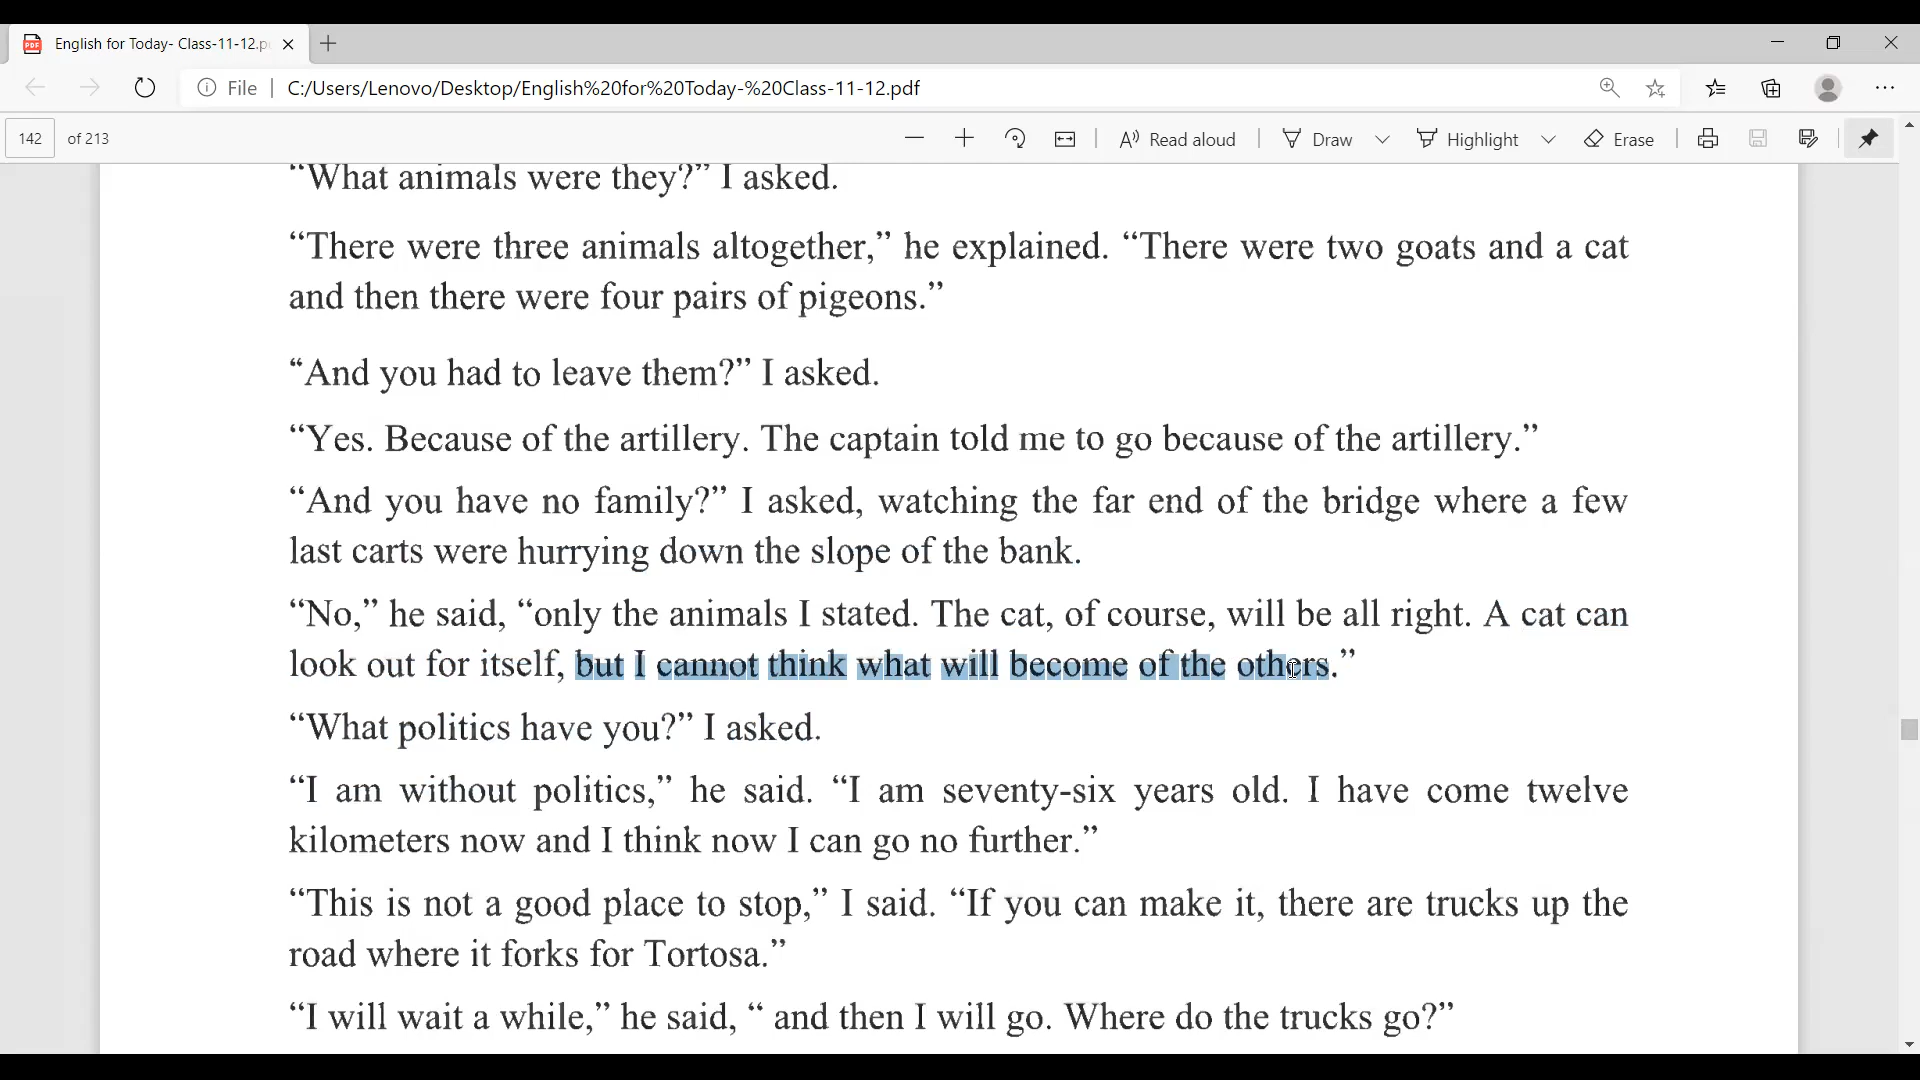 English for Today- Class-11-12.p
File
C:/Users/Lenovo/Desktop/English%20for%20Today-%20Class-11-12.pdf
142 of 213
Read aloud
Draw
Highlight
Erase
“What animals were they?” I asked.
“There were three animals altogether,” he explained. “There were two goats and a cat
and then there were four pairs of pigeons.”
“And you had to leave them?” I asked.
“Yes. Because of the artillery. The captain told me to go because of the artillery.”
“And you have no family?” I asked, watching the far end of the bridge where a few
last carts were hurrying down the slope of the bank.
“No,” he said, “only the animals I stated. The cat, of course, will be all right. A cat can
look out for itself, but I cannot think what will become of the others.”
“What politics have you?” I asked.
“I am without politics,” he said. “I am seventy-six years old. I have come twelve
kilometers now and I think now I can go no further.”
“This is not a good place to stop,” I said. “If you can make it, there are trucks up the
road where it forks for Tortosa.”
“I will wait a while,” he said, “ and then I will go. Where do the trucks go?”